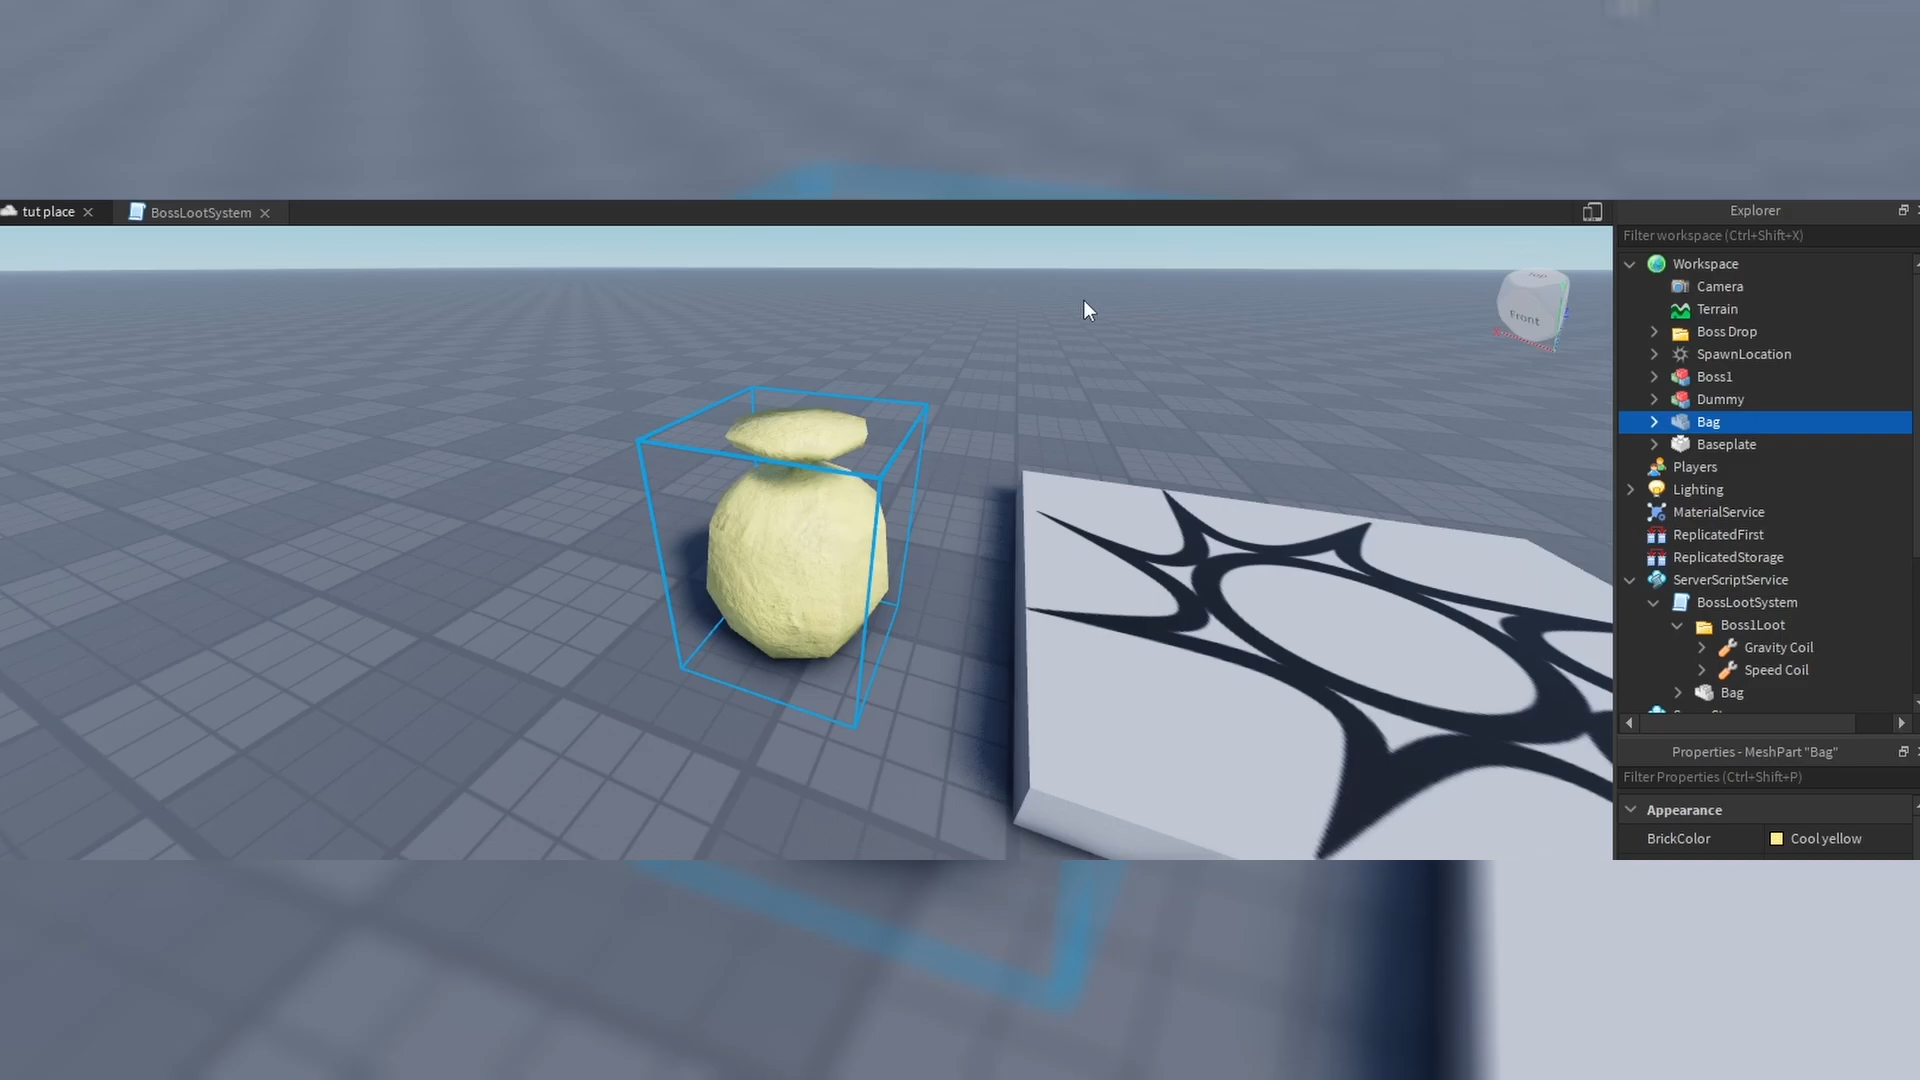 tut place
BossLootSystem
Explorer
Filter workspace (Ctrl+Shift+X)
Workspace
Camera
Terrain
Boss Drop
SpawnLocation
Boss1
Dummy
Bag
Baseplate
Players
Lighting
MaterialService
ReplicatedFirst
ReplicatedStorage
ServerScriptService
BossLootSystem
Boss1Loot
Gravity Coil
Speed Coil
Bag
Properties - MeshPart "Bag"
Filter Properties (Ctrl+Shift+P)
Appearance
BrickColor Cool yellow
Top
Front